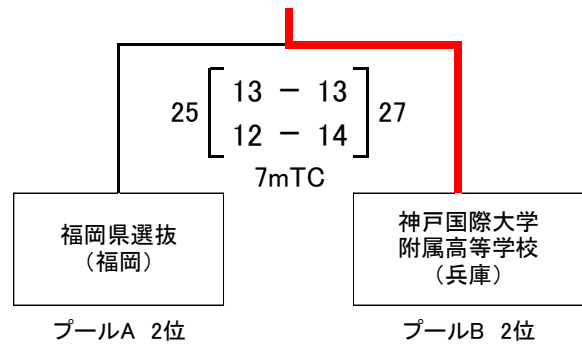 13 － 13
25 27
12 － 14
7mTC
福岡県選抜
（福岡）
神戸国際大学
附属高等学校
（兵庫）
プールA 2位
プールB 2位